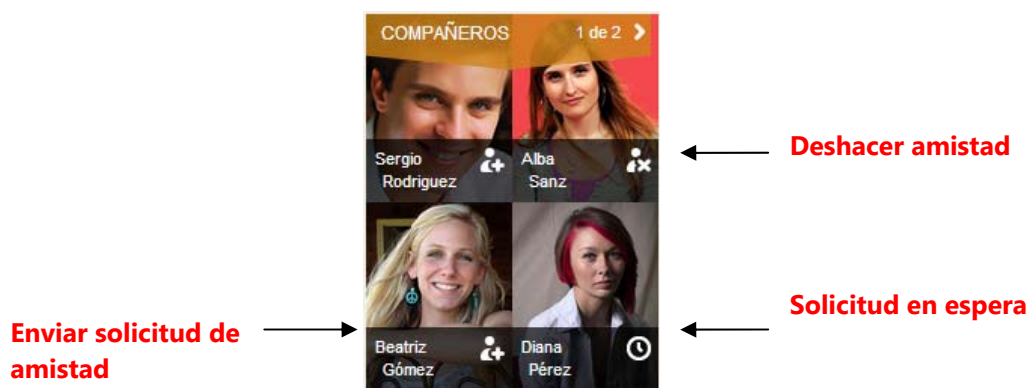 COMPAÑEROS 1 de 2
Sergio
Rodriguez
Alba
Sanz
Deshacer amistad
Beatriz
Gómez
Diana
Pérez
Solicitud en espera
Enviar solicitud de
amistad